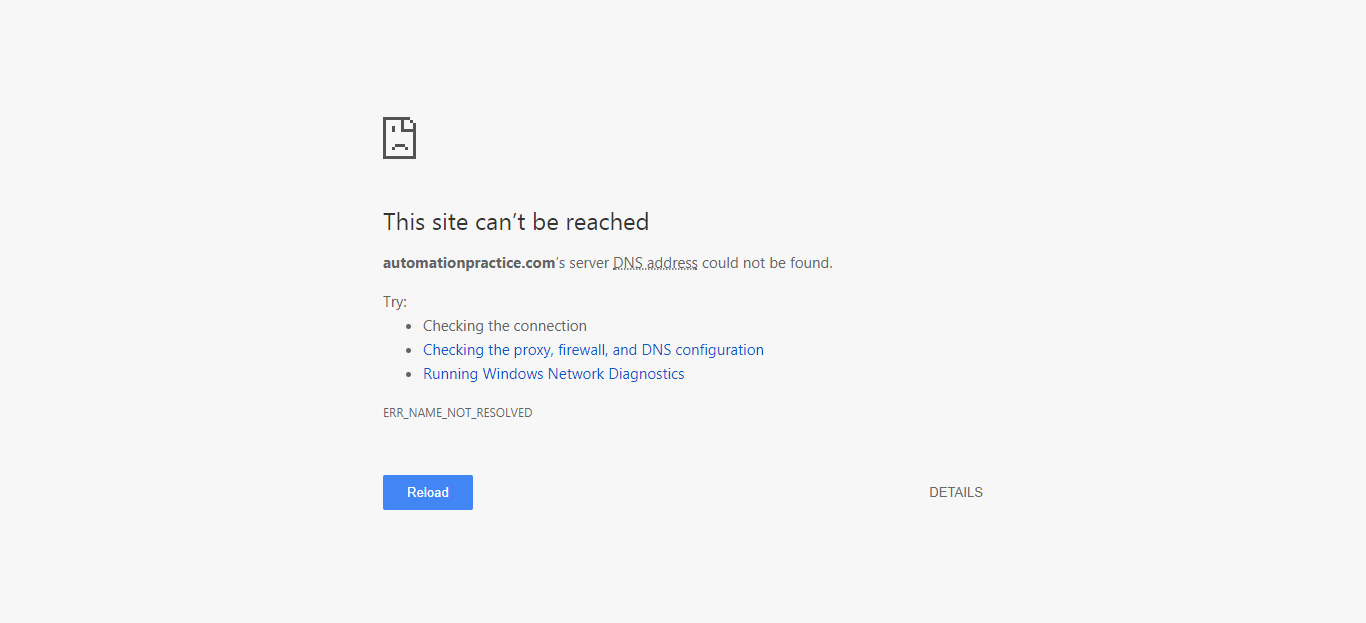 This site can’t be reached
automationpractice.com’s server DNS address could not be found.
Try:
• Checking the connection
• Checking the proxy, firewall, and DNS configuration
• Running Windows Network Diagnostics
ERR_NAME_NOT_RESOLVED
Reload
DETAILS